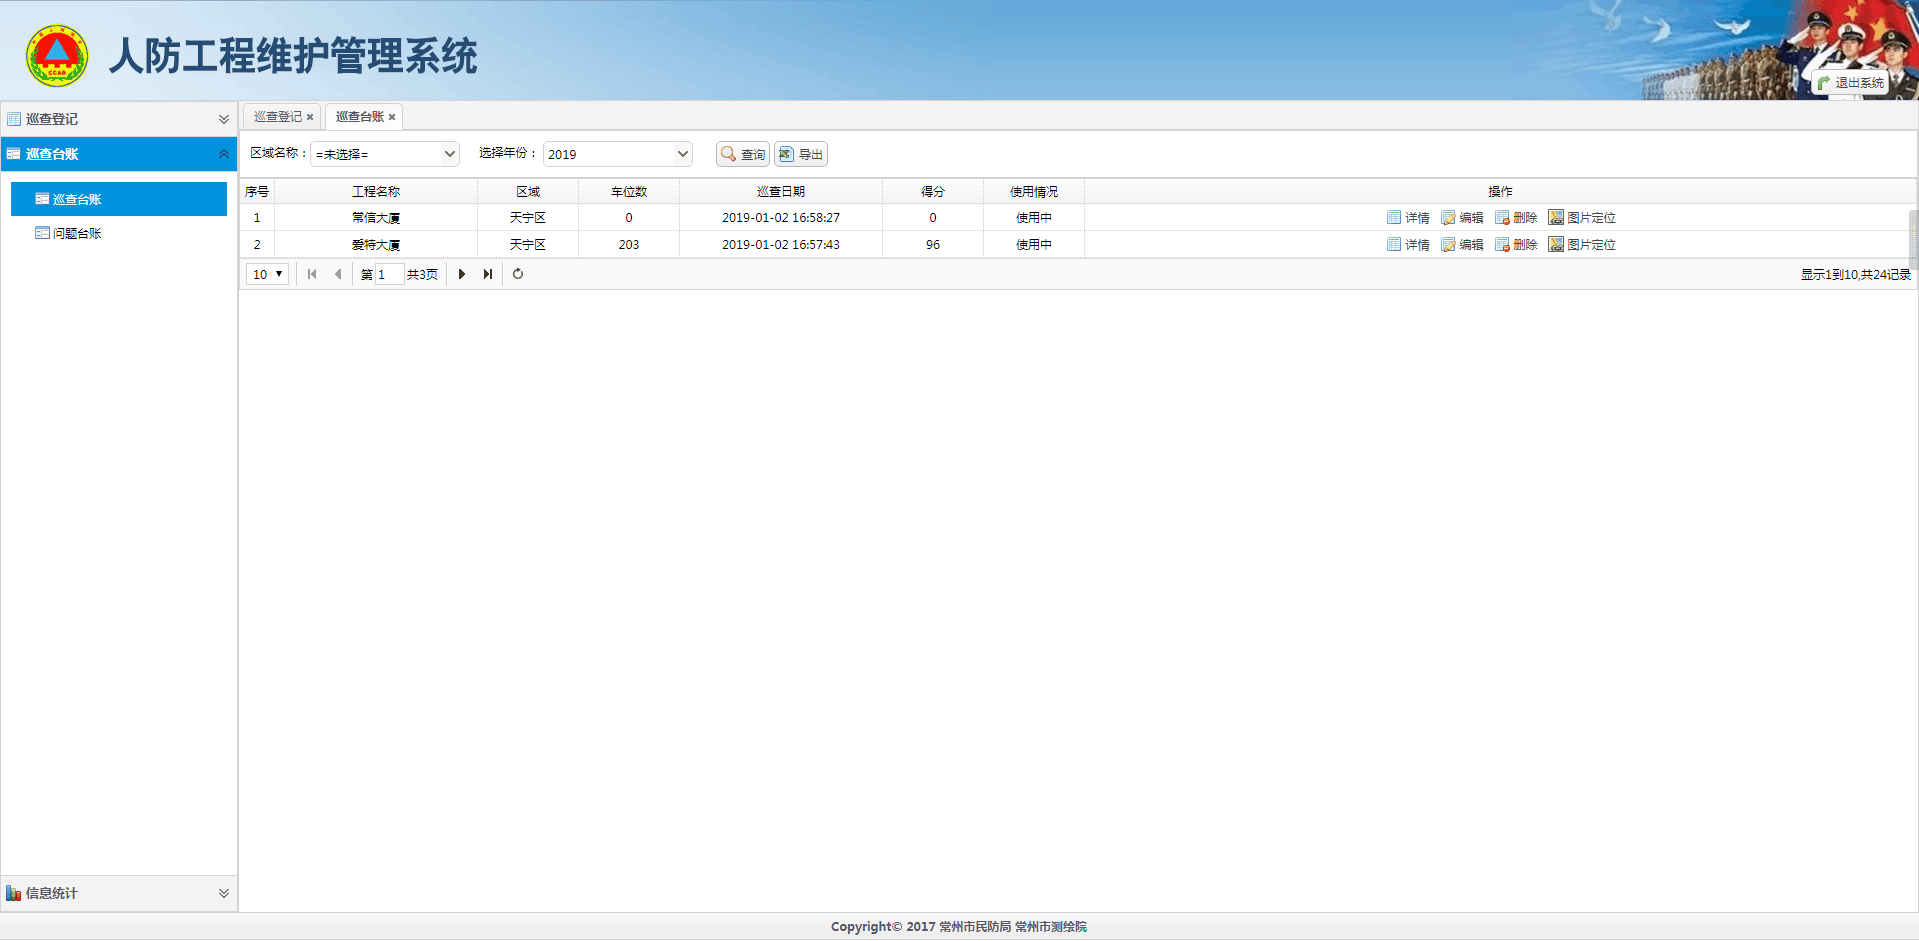 人防工程维护管理系统
CCAD
退出系统
巡查登记
巡查台账
巡查台账
问题台账
信息统计
巡查登记 巡查台账
区域名称： =未选择= 选择年份： 2019 查询 导出
序号 工程名称 区域 车位数 巡查日期 得分 使用情况 操作
1 常信大厦 天宁区 0 2019-01-02 16:58:27 0 使用中 详情 编辑 删除 图片定位
2 爱特大厦 天宁区 203 2019-01-02 16:57:43 96 使用中 详情 编辑 删除 图片定位
10 第 1 共3页 显示1到10,共24记录
Copyright© 2017 常州市民防局 常州市测绘院